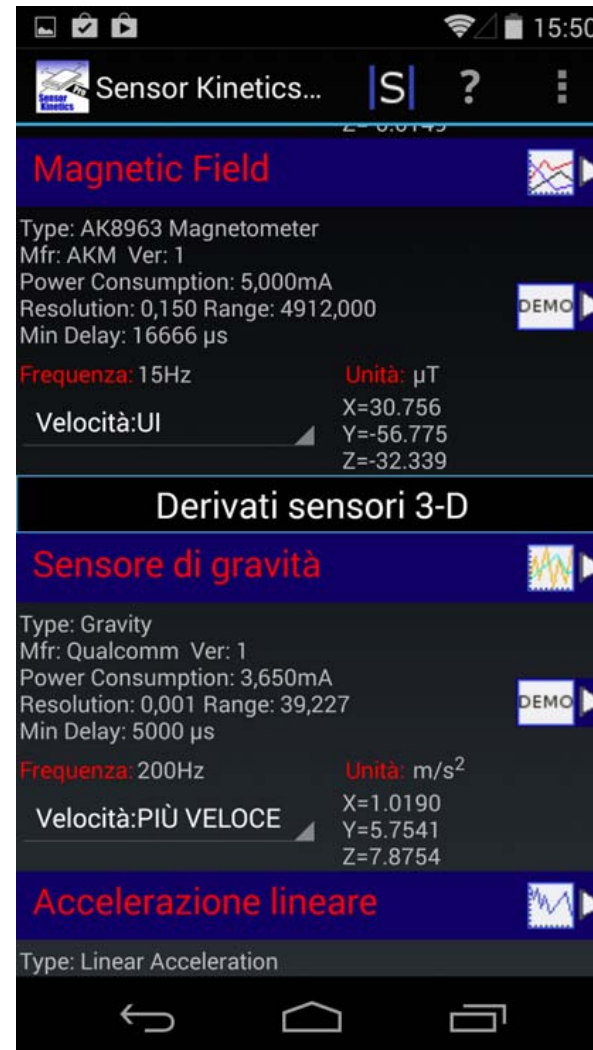 15:50
Sensor Kinetics...
|S|
?
Magnetic Field
Type: AK8963 Magnetometer
Mfr: AKM Ver: 1
Power Consumption: 5,000mA
Resolution: 0,150 Range: 4912,000
Min Delay: 16666 µs
DEMO
Frequenza: 15Hz
Unità: µT
Velocità:UI
X=30.756
Y=-56.775
Z=-32.339
Derivati sensori 3-D
Sensore di gravità
Type: Gravity
Mfr: Qualcomm Ver: 1
Power Consumption: 3,650mA
Resolution: 0,001 Range: 39,227
Min Delay: 5000 µs
DEMO
Frequenza: 200Hz
Unità: m/s²
Velocità:PIÙ VELOCE
X=1.0190
Y=5.7541
Z=7.8754
Accelerazione lineare
Type: Linear Acceleration